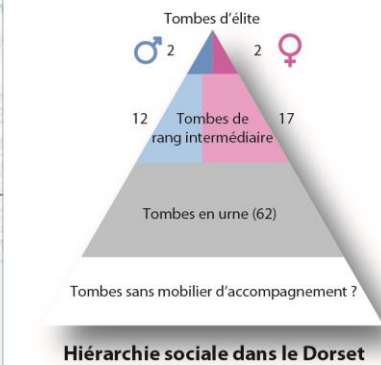 Tombes d'élite
♂ 2 2 ♀
12 Tombes de 17
rang intermédiaire
Tombes en urne (62)
Tombes sans mobilier d'accompagnement ?
Hiérarchie sociale dans le Dorset